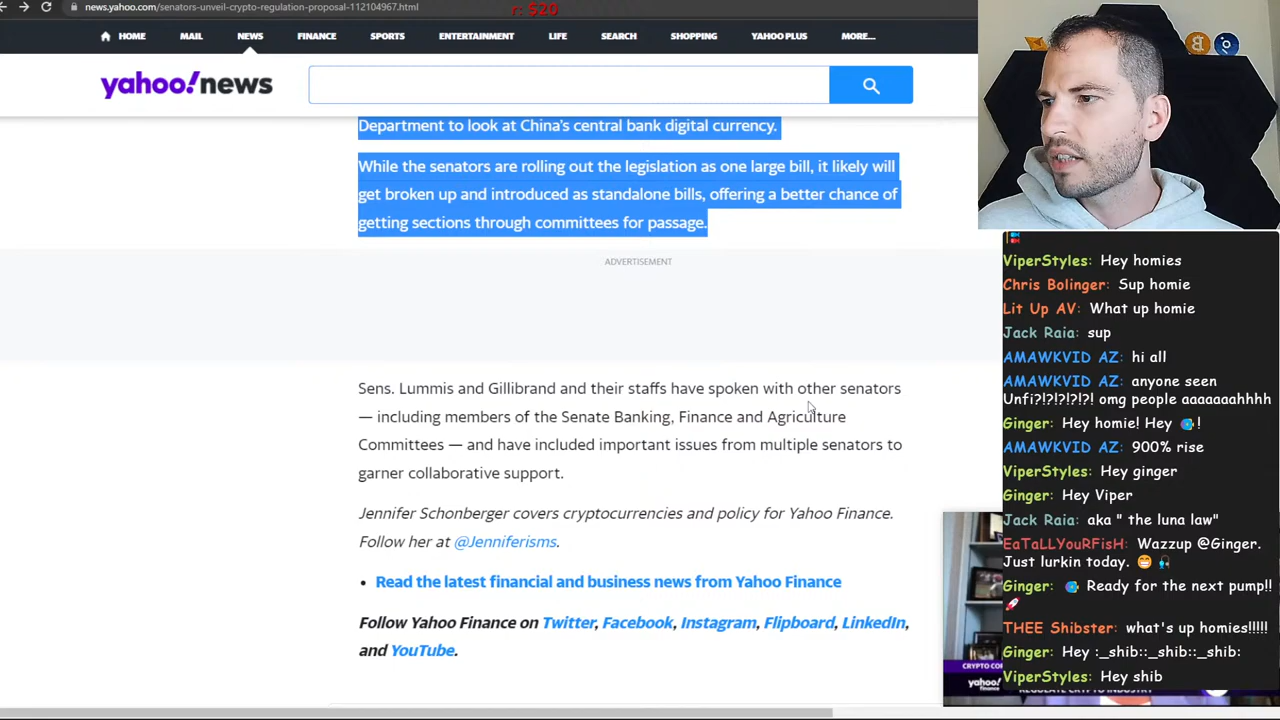 news.yahoo.com/senators-unveil-crypto-regulation-proposal-112104967.html
r: $20
HOME MAIL NEWS FINANCE SPORTS ENTERTAINMENT LIFE SEARCH SHOPPING YAHOO PLUS MORE...
yahoo!news
Department to look at China's central bank digital currency.
While the senators are rolling out the legislation as one large bill, it likely will
get broken up and introduced as standalone bills, offering a better chance of
getting sections through committees for passage.
ADVERTISEMENT
Sens. Lummis and Gillibrand and their staffs have spoken with other senators
— including members of the Senate Banking, Finance and Agriculture
Committees — and have included important issues from multiple senators to
garner collaborative support.
Jennifer Schonberger covers cryptocurrencies and policy for Yahoo Finance.
Follow her at @Jenniferisms.
• Read the latest financial and business news from Yahoo Finance
Follow Yahoo Finance on Twitter, Facebook, Instagram, Flipboard, LinkedIn,
and YouTube.
ViperStyles: Hey homies
Chris Bolinger: Sup homie
Lit Up AV: What up homie
Jack Raia: sup
AMAWKVID AZ: hi all
AMAWKVID AZ: anyone seen
Unfi?!?!?!?!?! omg people aaaaaaahhhh
Ginger: Hey homie! Hey !
AMAWKVID AZ: 900% rise
ViperStyles: Hey ginger
Ginger: Hey Viper
Jack Raia: aka " the luna law"
EaTaLLYouRFisH: Wazzup @Ginger.
Just lurkin today. 😁 🎣
Ginger: Ready for the next pump!!
🚀
THEE Shibster: what's up homies!!!!!
Ginger: Hey :_shib::_shib::_shib:
ViperStyles: Hey shib
yahoo!
finance